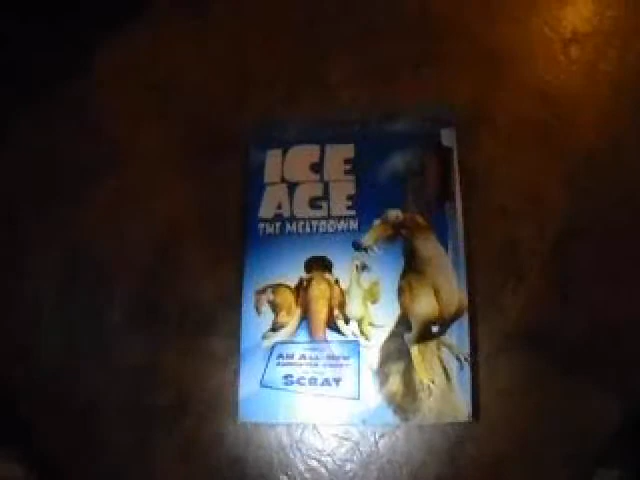 ICE
AGE
THE MELTDOWN
AN ALL-NEW
SCRAT